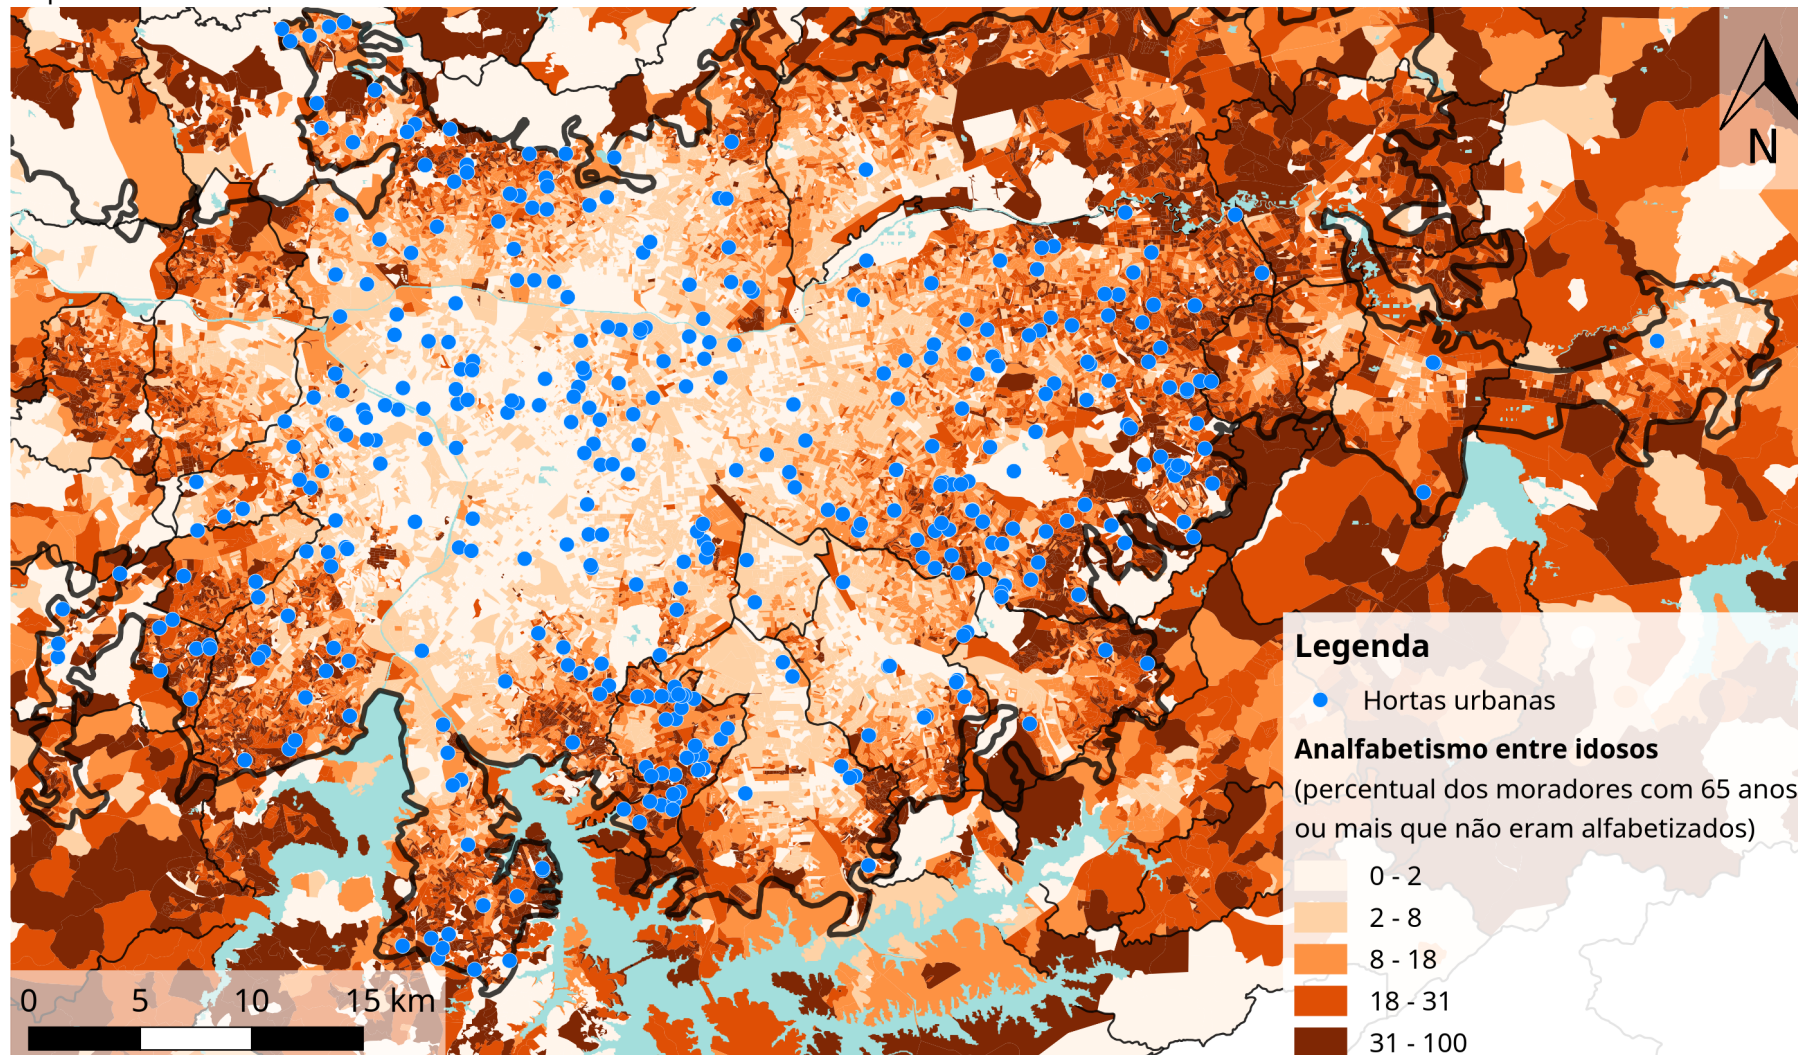 N
Legenda
Hortas urbanas
Analfabetismo entre idosos
(percentual dos moradores com 65 anos
ou mais que não eram alfabetizados)
0 - 2
2 - 8
8 - 18
18 - 31
31 - 100
0 5 10 15 km